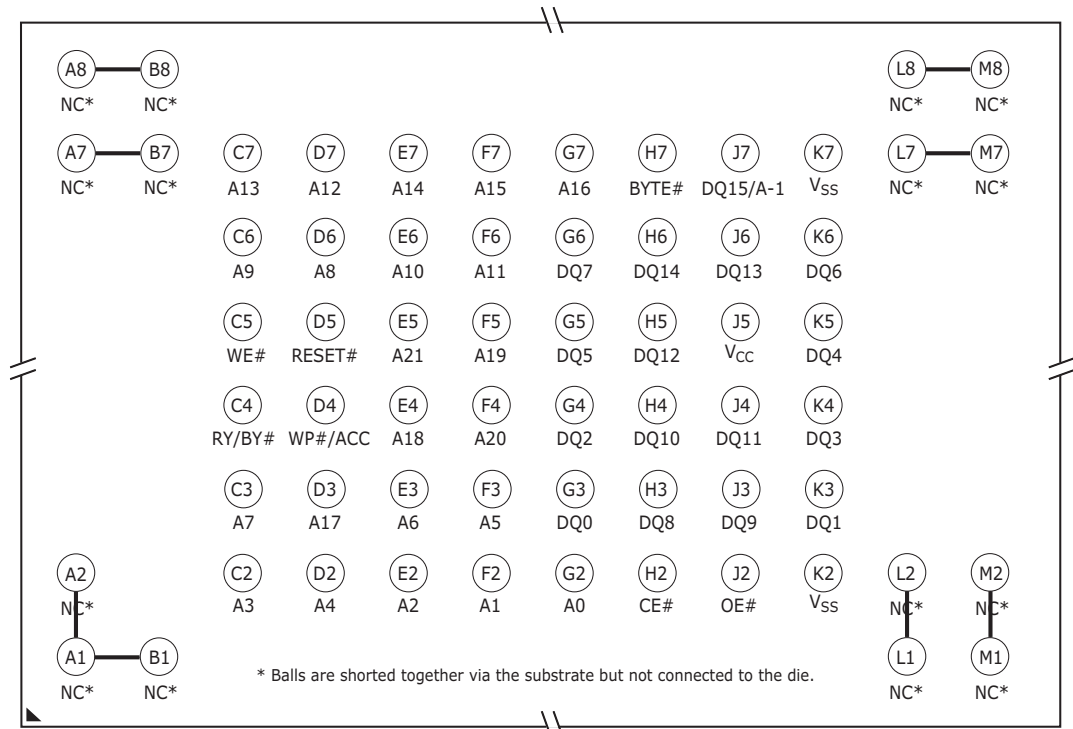 A8 B8 L8 M8
NC* NC* NC* NC*
A7 B7 C7 D7 E7 F7 G7 H7 J7 K7 L7 M7
NC* NC* A13 A12 A14 A15 A16 BYTE# DQ15/A-1 VSS NC* NC*
C6 D6 E6 F6 G6 H6 J6 K6
A9 A8 A10 A11 DQ7 DQ14 DQ13 DQ6
C5 D5 E5 F5 G5 H5 J5 K5
WE# RESET# A21 A19 DQ5 DQ12 VCC DQ4
C4 D4 E4 F4 G4 H4 J4 K4
RY/BY# WP#/ACC A18 A20 DQ2 DQ10 DQ11 DQ3
C3 D3 E3 F3 G3 H3 J3 K3
A7 A17 A6 A5 DQ0 DQ8 DQ9 DQ1
A2 C2 D2 E2 F2 G2 H2 J2 K2 L2 M2
NC* A3 A4 A2 A1 A0 CE# OE# VSS NC* NC*
A1 B1 L1 M1
* Balls are shorted together via the substrate but not connected to the die.
NC* NC* NC* NC*